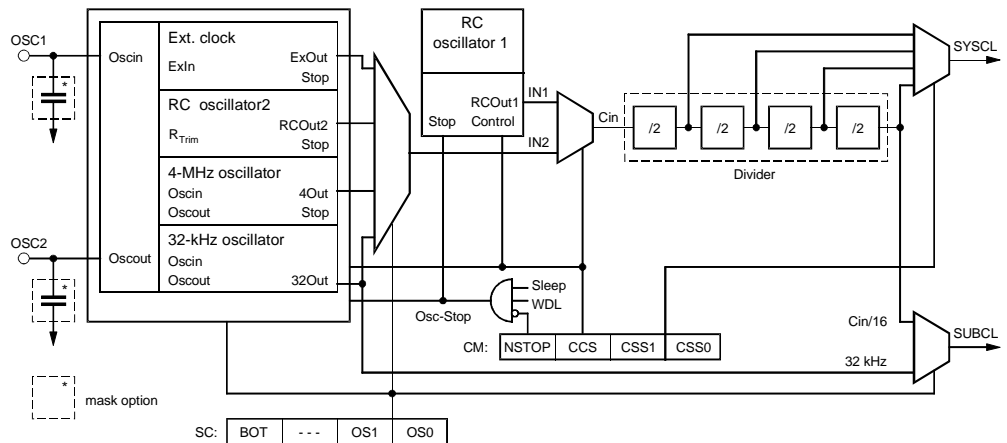 OSC1
Oscin
Ext. clock
ExIn
ExOut
Stop
RC oscillator2
RTrim
RCOut2
Stop
4-MHz oscillator
Oscin
Oscout
4Out
Stop
32-kHz oscillator
Oscin
Oscout
32Out
OSC2
Oscout
*
*
*
mask option
RC
oscillator 1
RCOut1
Stop
Control
IN1
IN2
Cin
/2
/2
/2
/2
Divider
SYSCL
Sleep
WDL
Osc-Stop
CM:
NSTOP
CCS
CSS1
CSS0
Cin/16
32 kHz
SUBCL
SC:
BOT
- - -
OS1
OS0